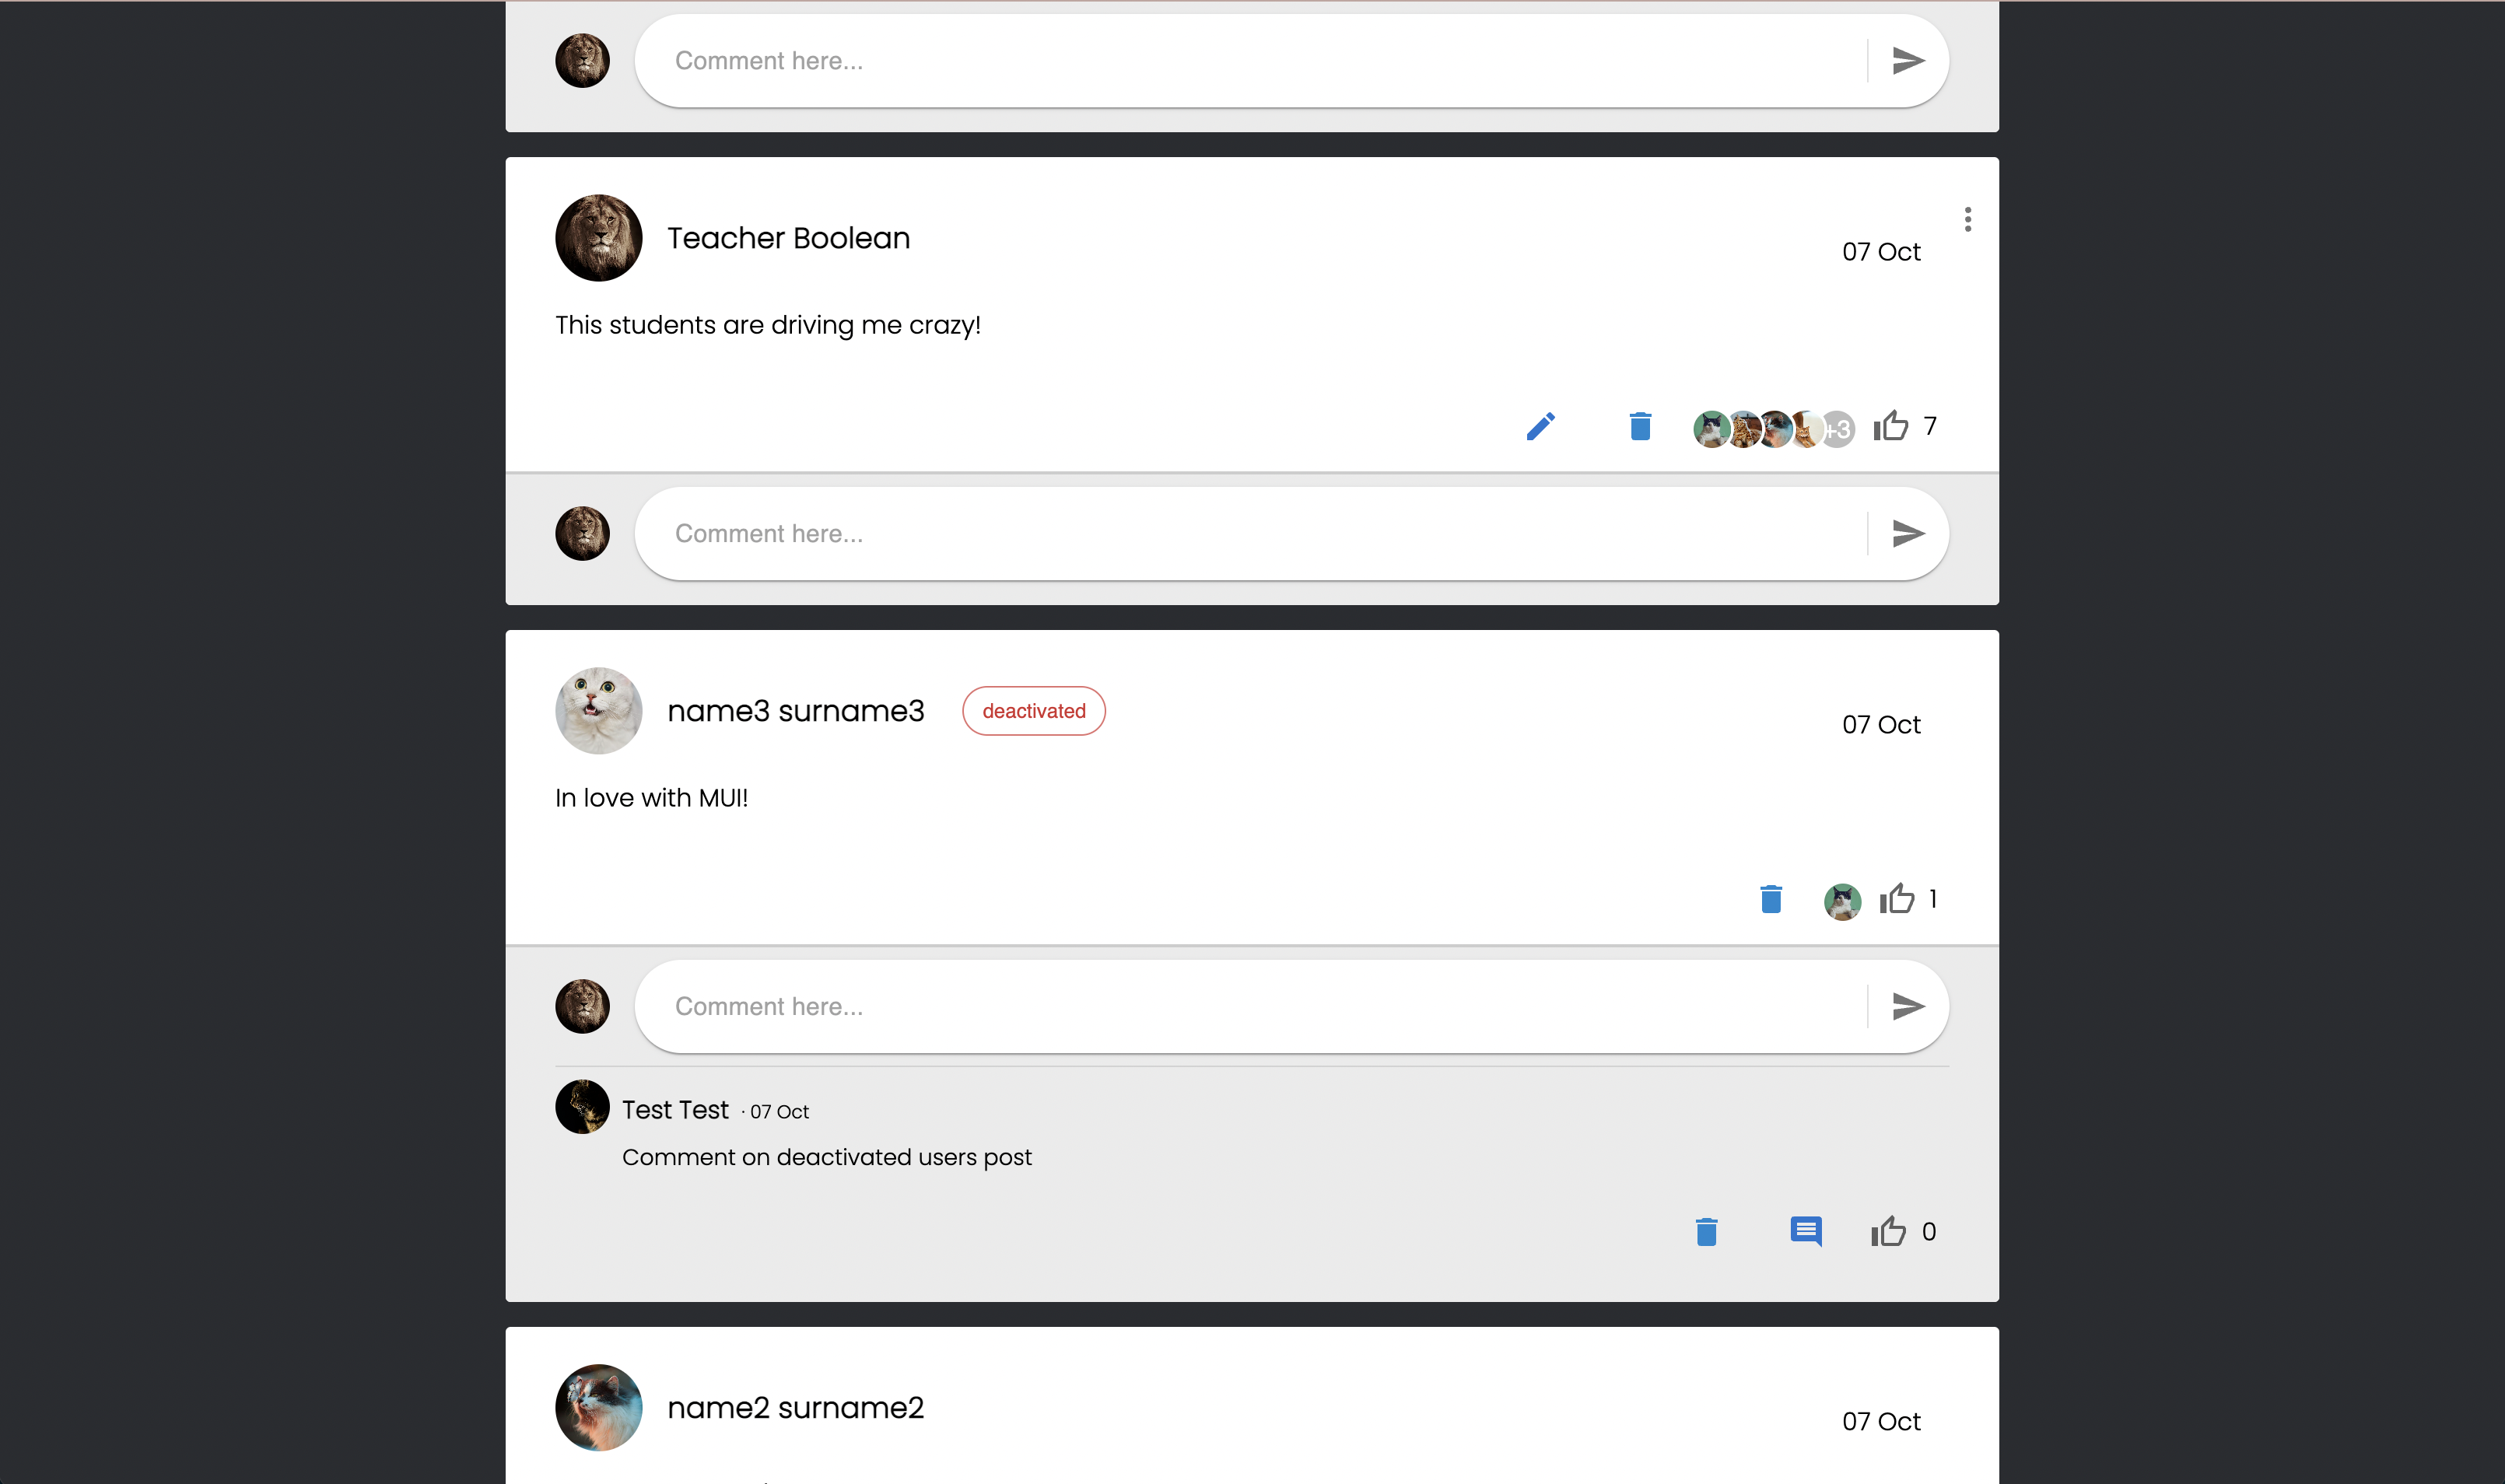 Comment here...
Teacher Boolean
07 Oct
This students are driving me crazy!
+3 7
Comment here...
name3 surname3 deactivated
07 Oct
In love with MUI!
1
Comment here...
Test Test · 07 Oct
Comment on deactivated users post
0
name2 surname2
07 Oct